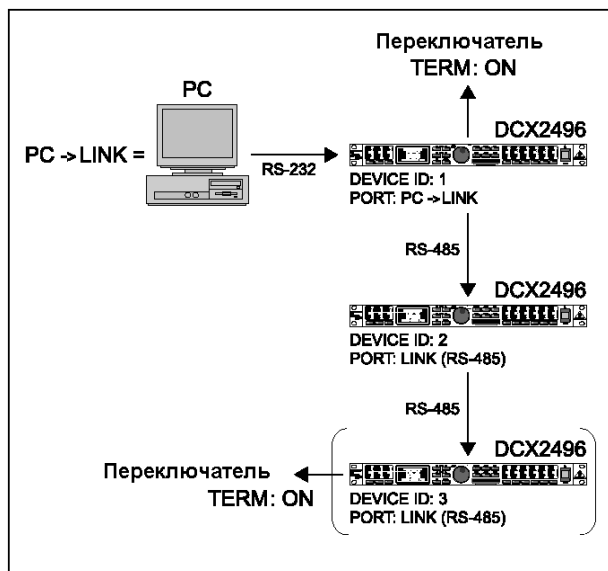 Переключатель
TERM: ON
PC
DCX2496
PC ->LINK =
RS-232
DEVICE ID: 1
PORT: PC ->LINK
RS-485
DCX2496
DEVICE ID: 2
PORT: LINK (RS-485)
RS-485
DCX2496
Переключатель
TERM: ON
DEVICE ID: 3
PORT: LINK (RS-485)